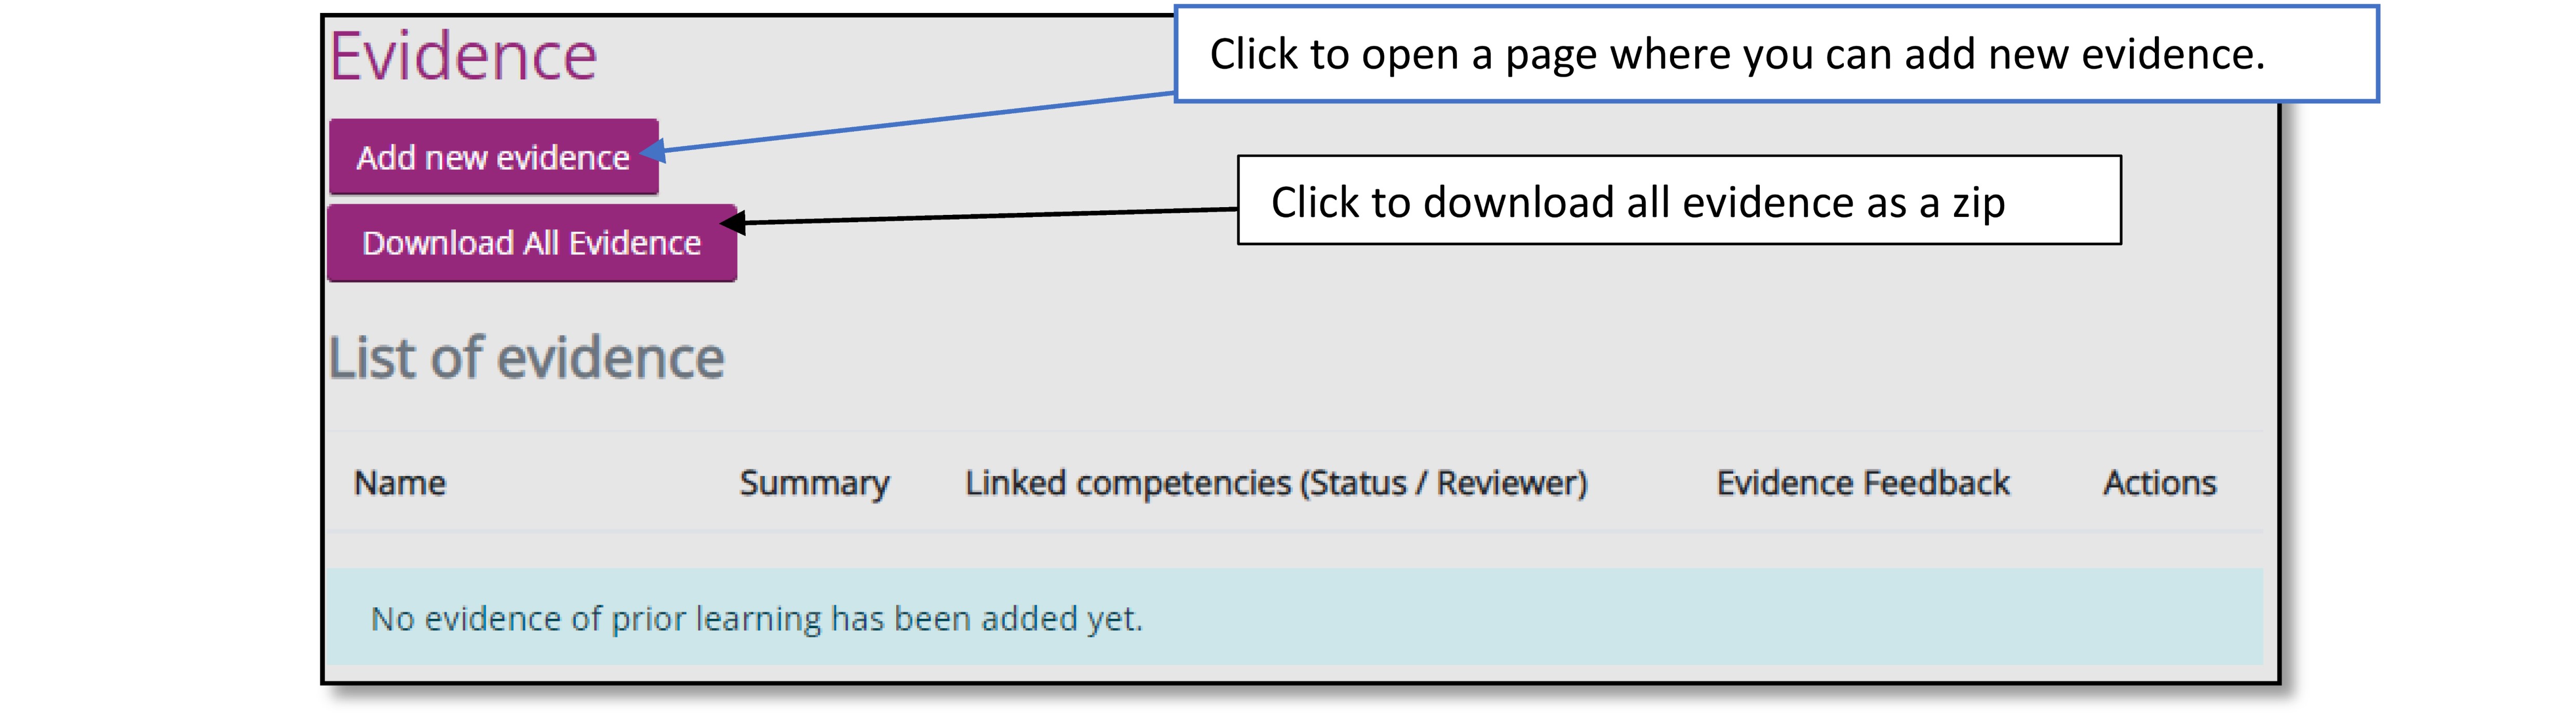 Evidence
Click to open a page where you can add new evidence.
Add new evidence
Click to download all evidence as a zip
Download All Evidence
List of evidence
Name Summary Linked competencies (Status / Reviewer) Evidence Feedback Actions
No evidence of prior learning has been added yet.